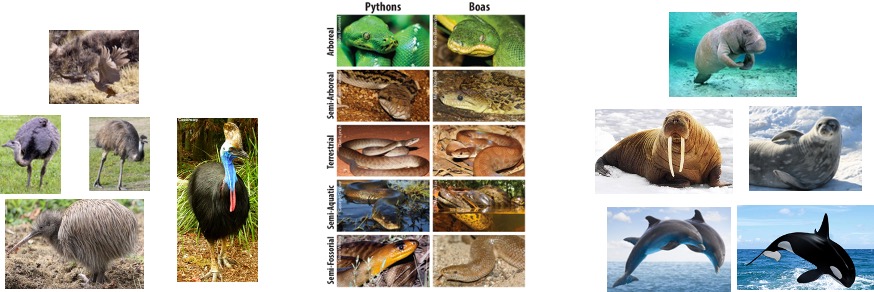 Pythons Boas
Arboreal
Semi-Arboreal
Terrestrial
Semi-Aquatic
Semi-Fossorial